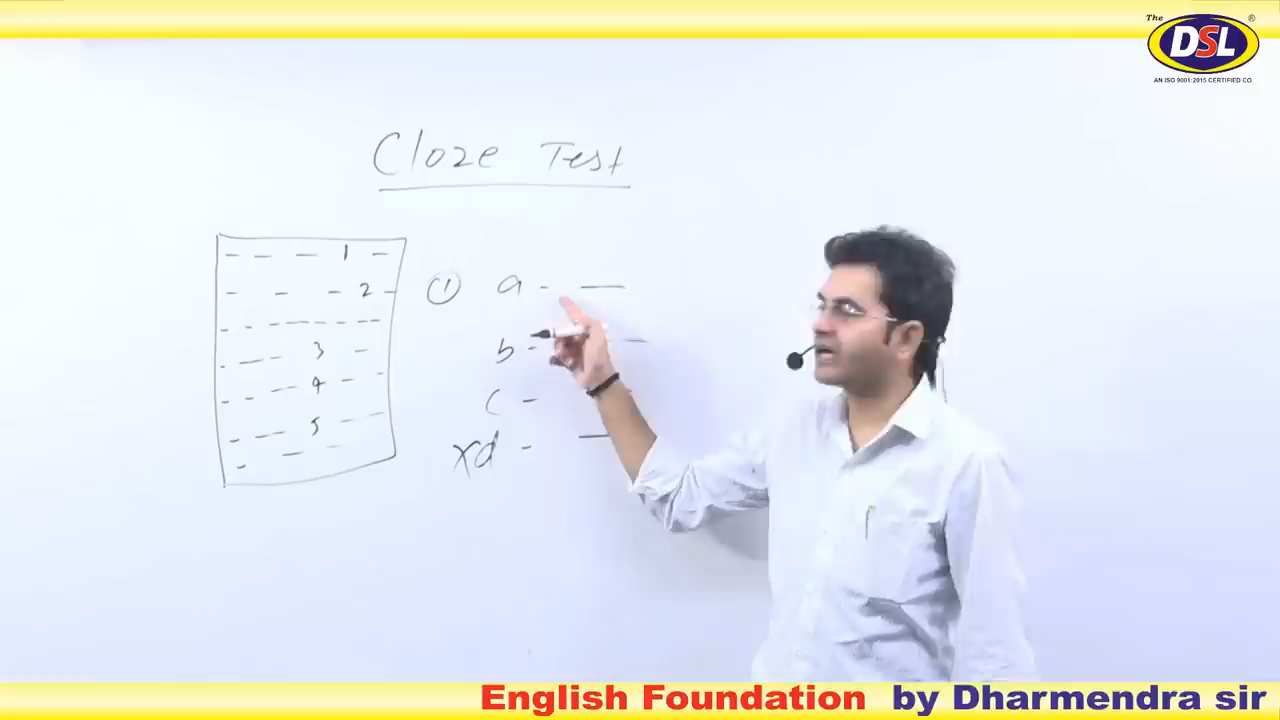 The
DSL
®
AN ISO 9001:2015 CERTIFIED CO.
Cloze Test
1
2
3
4
5
① a -
b -
c -
xd -
English Foundation by Dharmendra sir